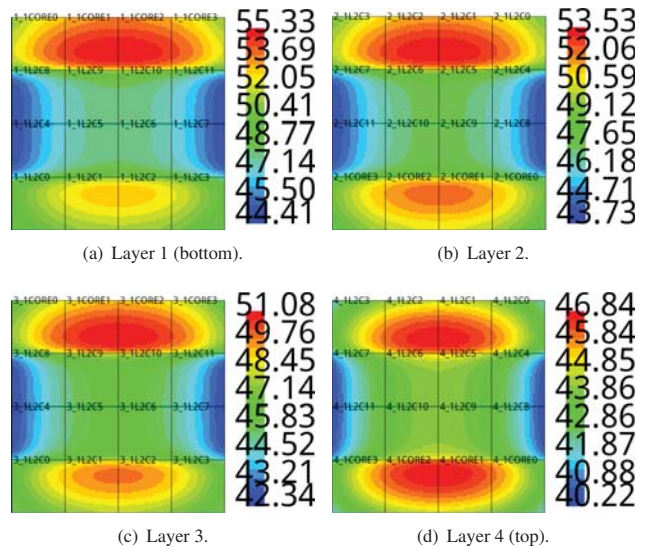 1_1CORE0 1_1CORE1 1_1CORE2 1_1CORE3
1_1L2C8 1_1L2C9 1_1L2C10 1_1L2C11
1_1L2C4 1_1L2C5 1_1L2C6 1_1L2C7
1_1L2C0 1_1L2C1 1_1L2C2 1_1L2C3
55.33
53.69
52.05
50.41
48.77
47.14
45.50
44.41
2_1L2C3 2_1L2C2 2_1L2C1 2_1L2C0
2_1L2C7 2_1L2C6 2_1L2C5 2_1L2C4
2_1L2C11 2_1L2C10 2_1L2C9 2_1L2C8
2_1CORE3 2_1CORE2 2_1CORE1 2_1CORE0
53.53
52.06
50.59
49.12
47.65
46.18
44.71
43.73
(a) Layer 1 (bottom).
(b) Layer 2.
3_1CORE0 3_1CORE1 3_1CORE2 3_1CORE3
3_1L2C8 3_1L2C9 3_1L2C10 3_1L2C11
3_1L2C4 3_1L2C5 3_1L2C6 3_1L2C7
3_1L2C0 3_1L2C1 3_1L2C2 3_1L2C3
51.08
49.76
48.45
47.14
45.83
44.52
43.21
42.34
4_1L2C3 4_1L2C2 4_1L2C1 4_1L2C0
4_1L2C7 4_1L2C6 4_1L2C5 4_1L2C4
4_1L2C11 4_1L2C10 4_1L2C9 4_1L2C8
4_1CORE3 4_1CORE2 4_1CORE1 4_1CORE0
46.84
45.84
44.85
43.86
42.86
41.87
40.88
40.22
(c) Layer 3.
(d) Layer 4 (top).